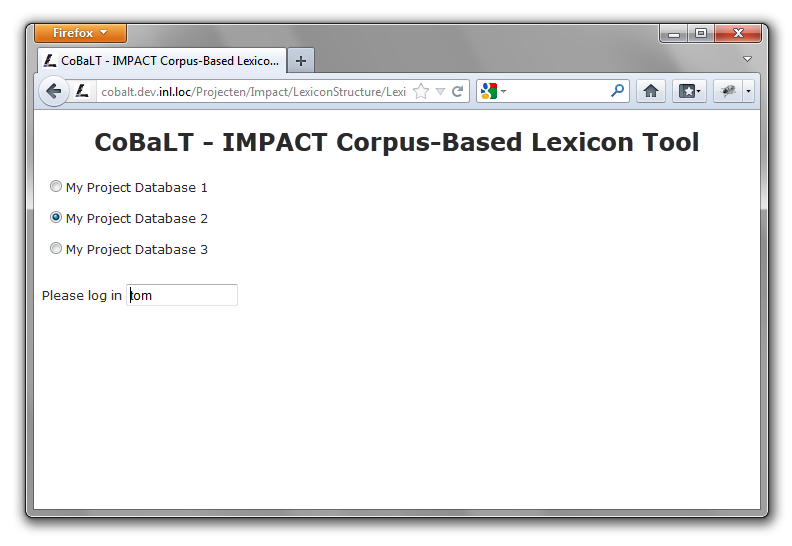 Firefox
CoBaLT - IMPACT Corpus-Based Lexico...
cobalt.dev.inl.loc/Projecten/Impact/LexiconStructure/Lexi
CoBaLT - IMPACT Corpus-Based Lexicon Tool
My Project Database 1
My Project Database 2
My Project Database 3
Please log in tom